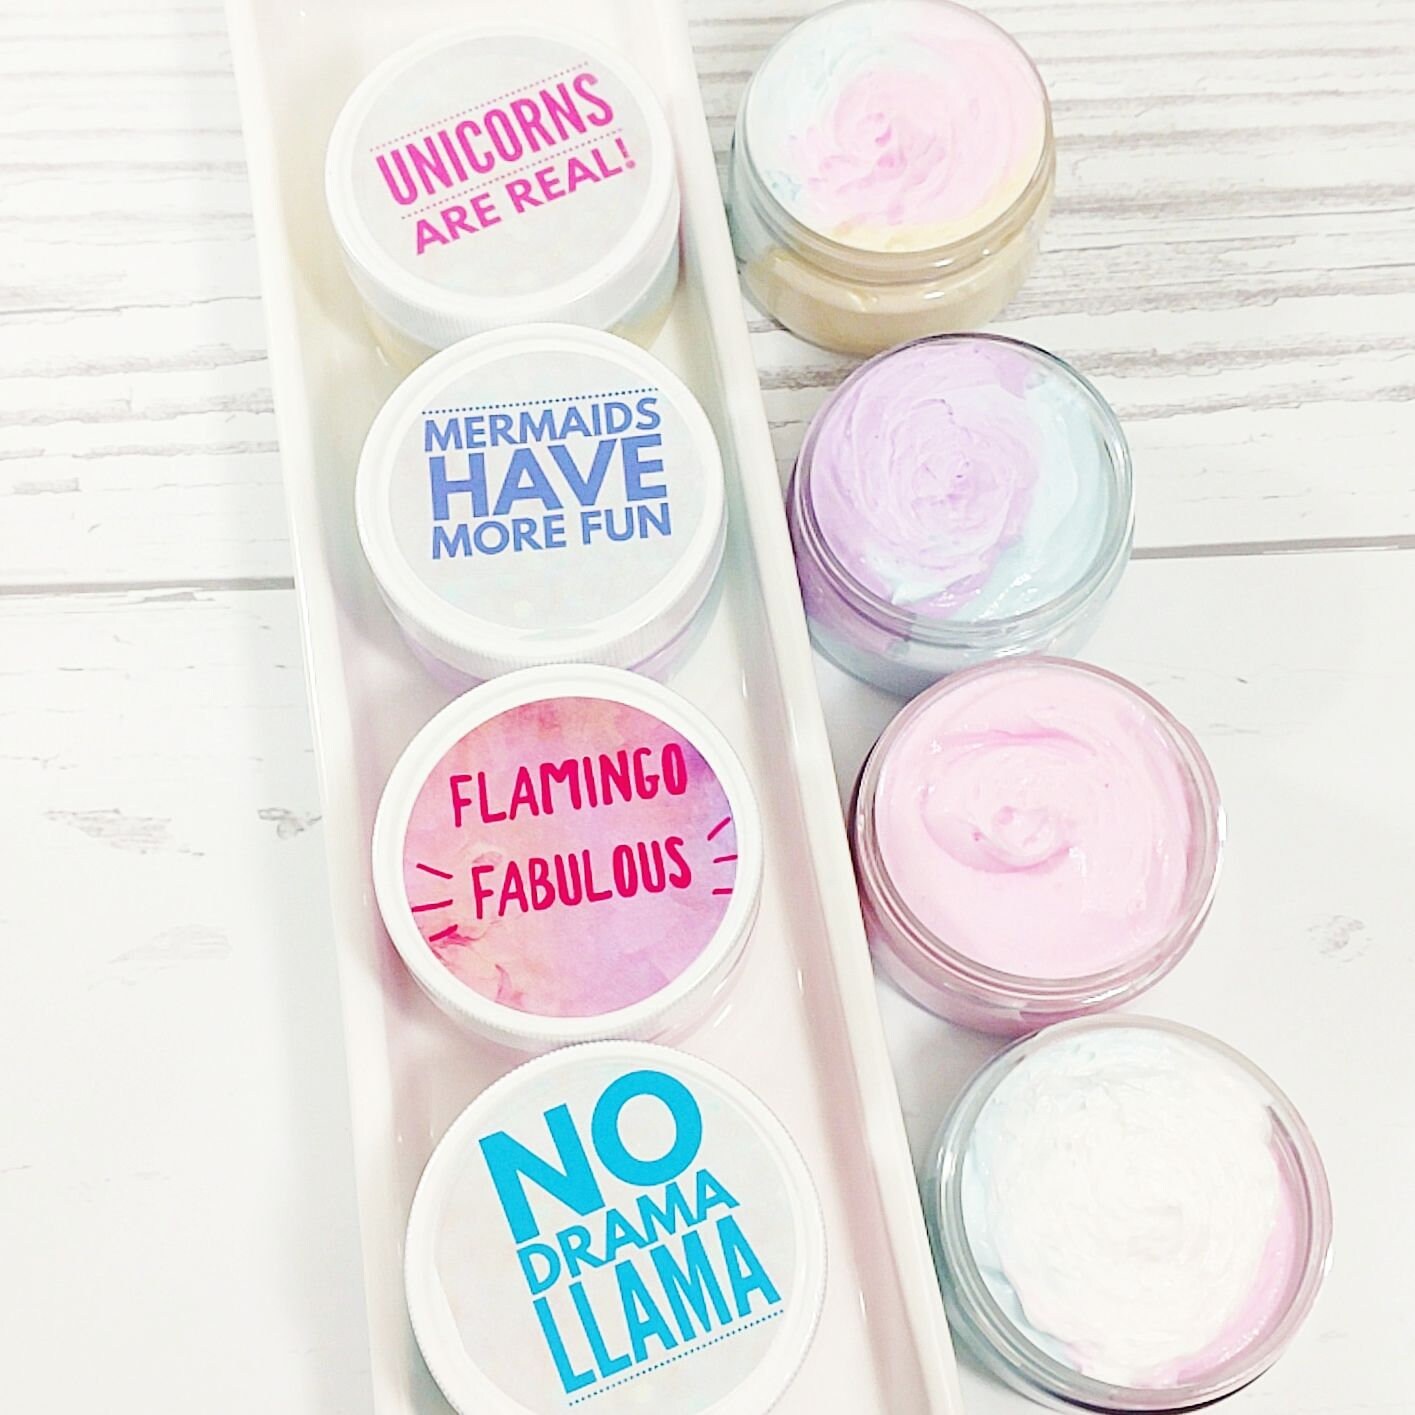 UNICORNS
ARE REAL!
MERMAIDS
HAVE
MORE FUN
FLAMINGO
FABULOUS
NO
DRAMA
LLAMA